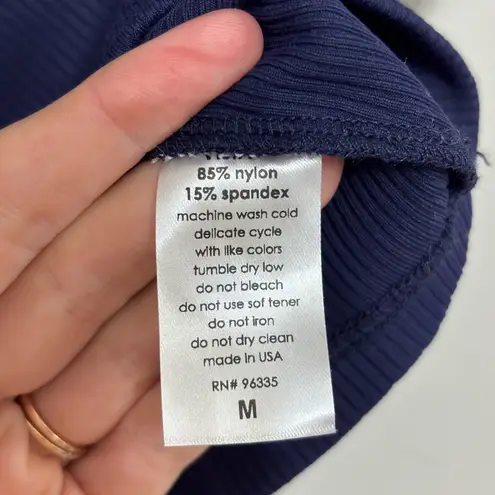 85% nylon
15% spandex
machine wash cold
delicate cycle
with like colors
tumble dry low
do not bleach
do not use sof tener
do not iron
do not dry clean
made in USA
RN# 96335
M